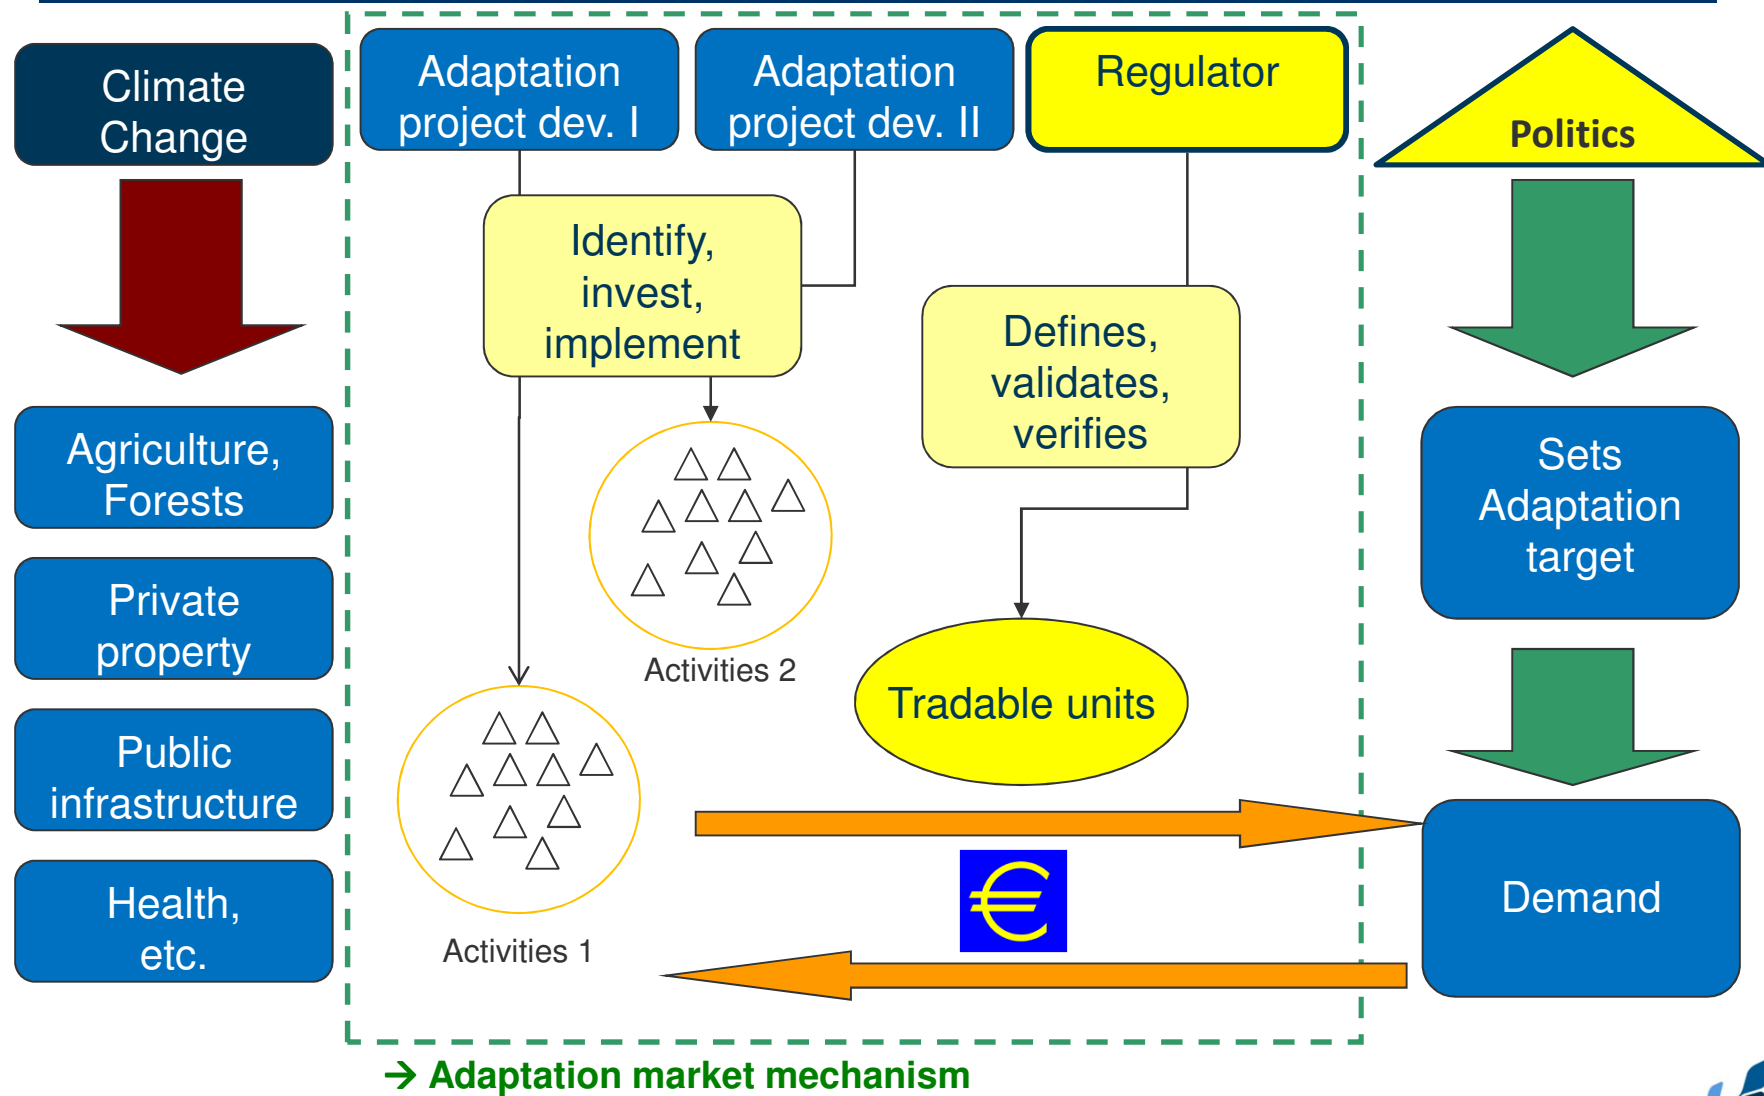 Climate
Change
Agriculture,
Forests
Private
property
Public
infrastructure
Health,
etc.
Adaptation
project dev. I
Adaptation
project dev. II
Regulator
Identify,
invest,
implement
Defines,
validates,
verifies
Activities 2
Tradable units
Activities 1
€
→ Adaptation market mechanism
Politics
Sets
Adaptation
target
Demand